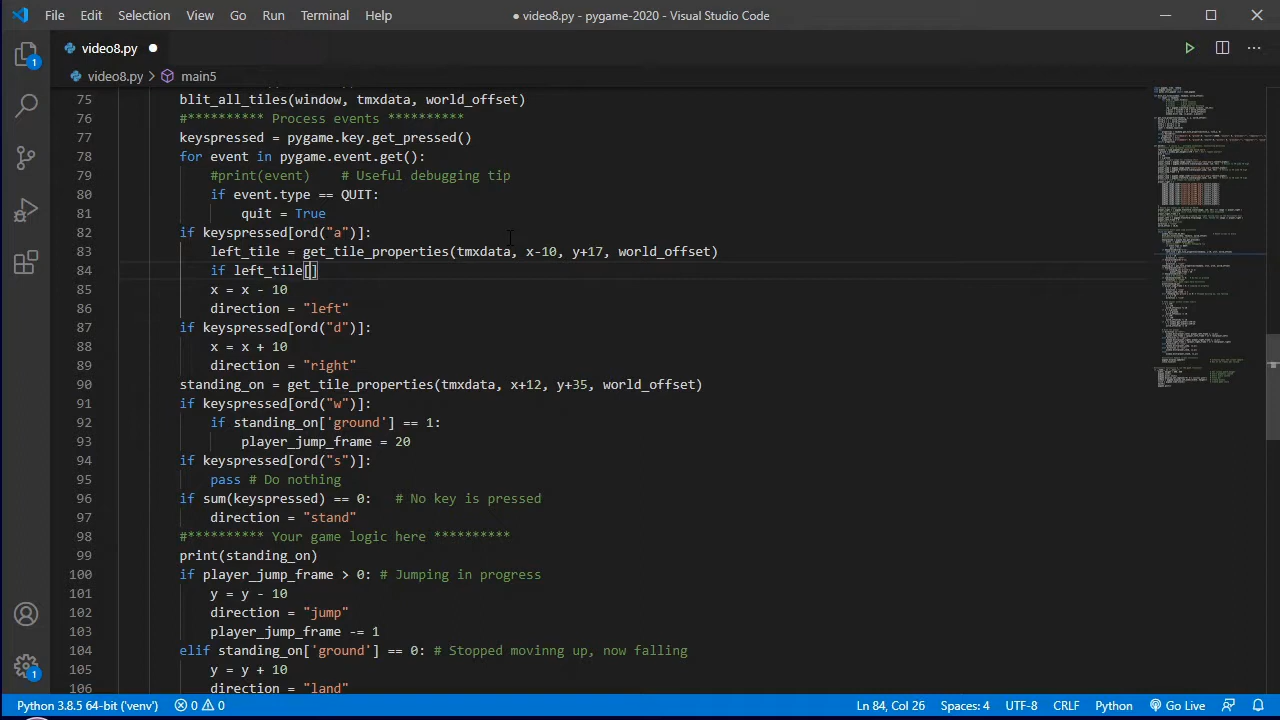 File Edit Selection View Go Run Terminal Help ● video8.py - pygame-2020 - Visual Studio Code
video8.py ●
video8.py > main5
75 blit_all_tiles(window, tmxdata, world_offset)
76 #********** Process events **********
77 keyspressed = pygame.key.get_pressed()
78 for event in pygame.event.get():
79 #print(event) # Useful debugging tip
80 if event.type == QUIT:
81 quit = True
82 if keyspressed[ord("a")]:
83 left_tile = get_tile_properties(tmxdata, x-10, y+17, world_offset)
84 if left_tile[]
85 x = x - 10
86 direction = "left"
87 if keyspressed[ord("d")]:
88 x = x + 10
89 direction = "right"
90 standing_on = get_tile_properties(tmxdata, x+12, y+35, world_offset)
91 if keyspressed[ord("w")]:
92 if standing_on['ground'] == 1:
93 player_jump_frame = 20
94 if keyspressed[ord("s")]:
95 pass # Do nothing
96 if sum(keyspressed) == 0: # No key is pressed
97 direction = "stand"
98 #********** Your game logic here **********
99 print(standing_on)
100 if player_jump_frame > 0: # Jumping in progress
101 y = y - 10
102 direction = "jump"
103 player_jump_frame -= 1
104 elif standing_on['ground'] == 0: # Stopped movinng up, now falling
105 y = y + 10
106 direction = "land"
1
1
Python 3.8.5 64-bit ('venv') 0 0 Ln 84, Col 26 Spaces: 4 UTF-8 CRLF Python Go Live